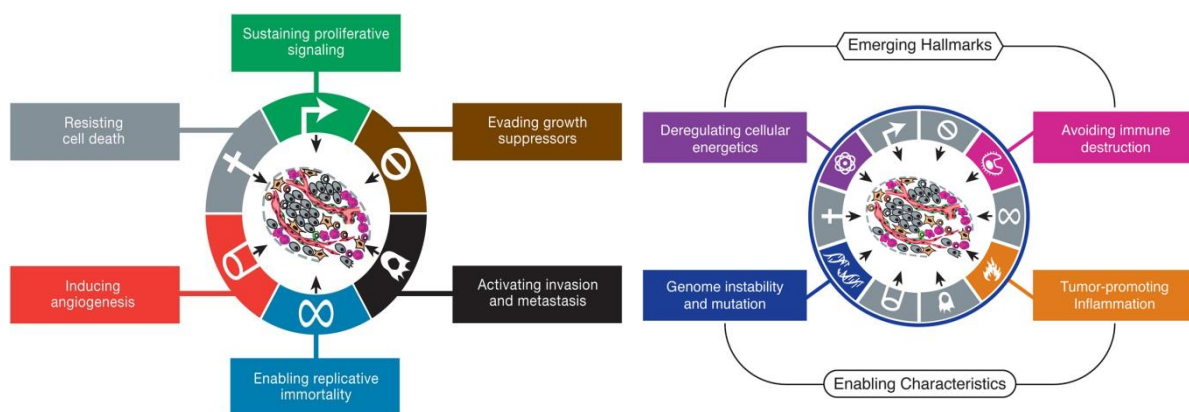 Sustaining proliferative
signaling
Resisting
cell death
Evading growth
suppressors
Inducing
angiogenesis
Activating invasion
and metastasis
Enabling replicative
immortality
Emerging Hallmarks
Deregulating cellular
energetics
Avoiding immune
destruction
Genome instability
and mutation
Tumor-promoting
Inflammation
Enabling Characteristics